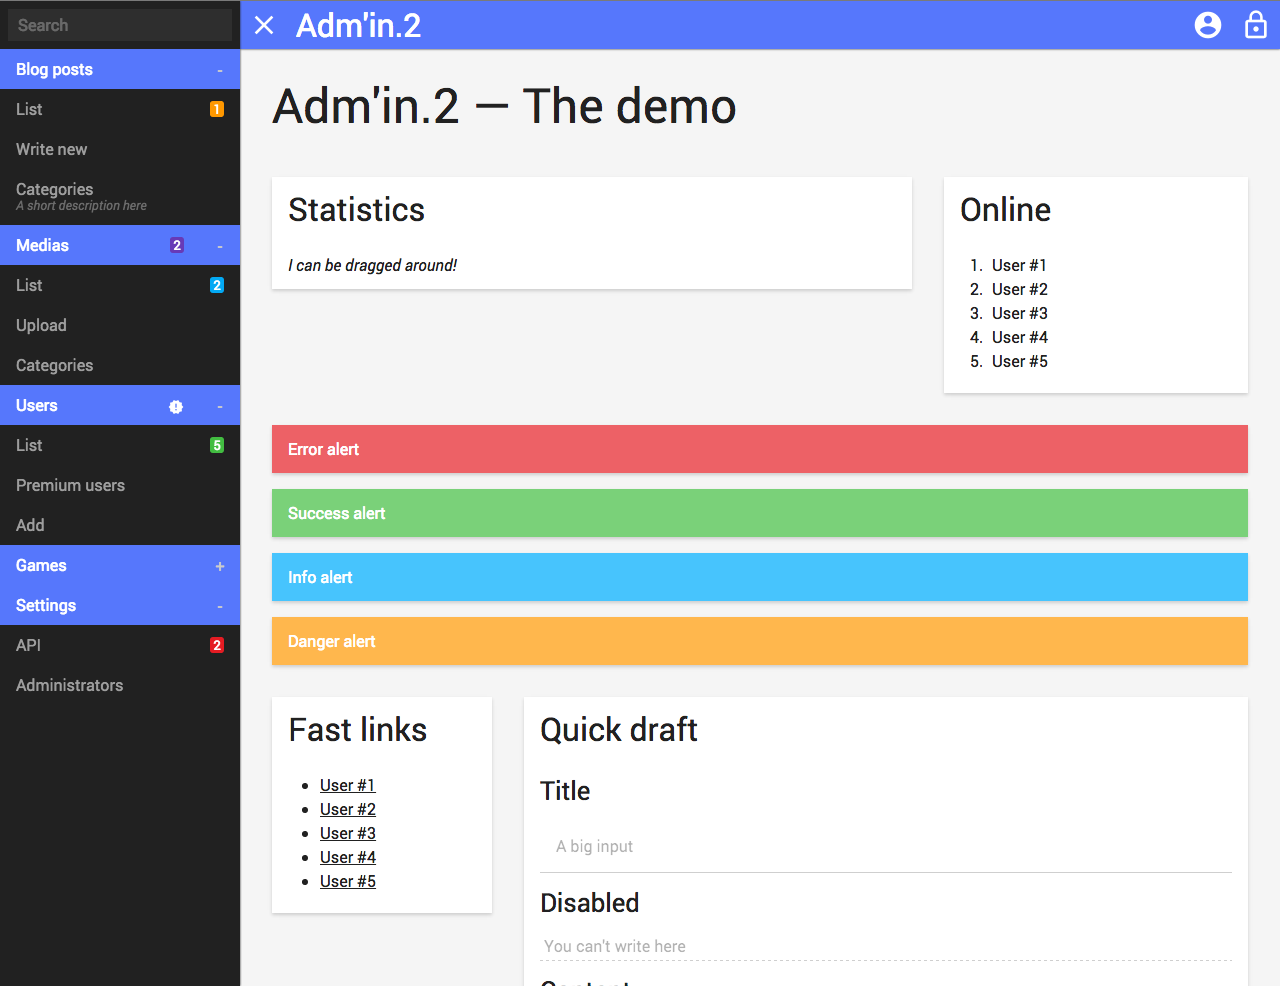 Search
Blog posts -
List 1
Write new
Categories
A short description here
Medias 2 -
List 2
Upload
Categories
Users -
List 5
Premium users
Add
Games +
Settings -
API 2
Administrators
Adm'in.2
Adm'in.2 — The demo
Statistics
I can be dragged around!
Online
1. User #1
2. User #2
3. User #3
4. User #4
5. User #5
Error alert
Success alert
Info alert
Danger alert
Fast links
• User #1
• User #2
• User #3
• User #4
• User #5
Quick draft
Title
A big input
Disabled
You can't write here